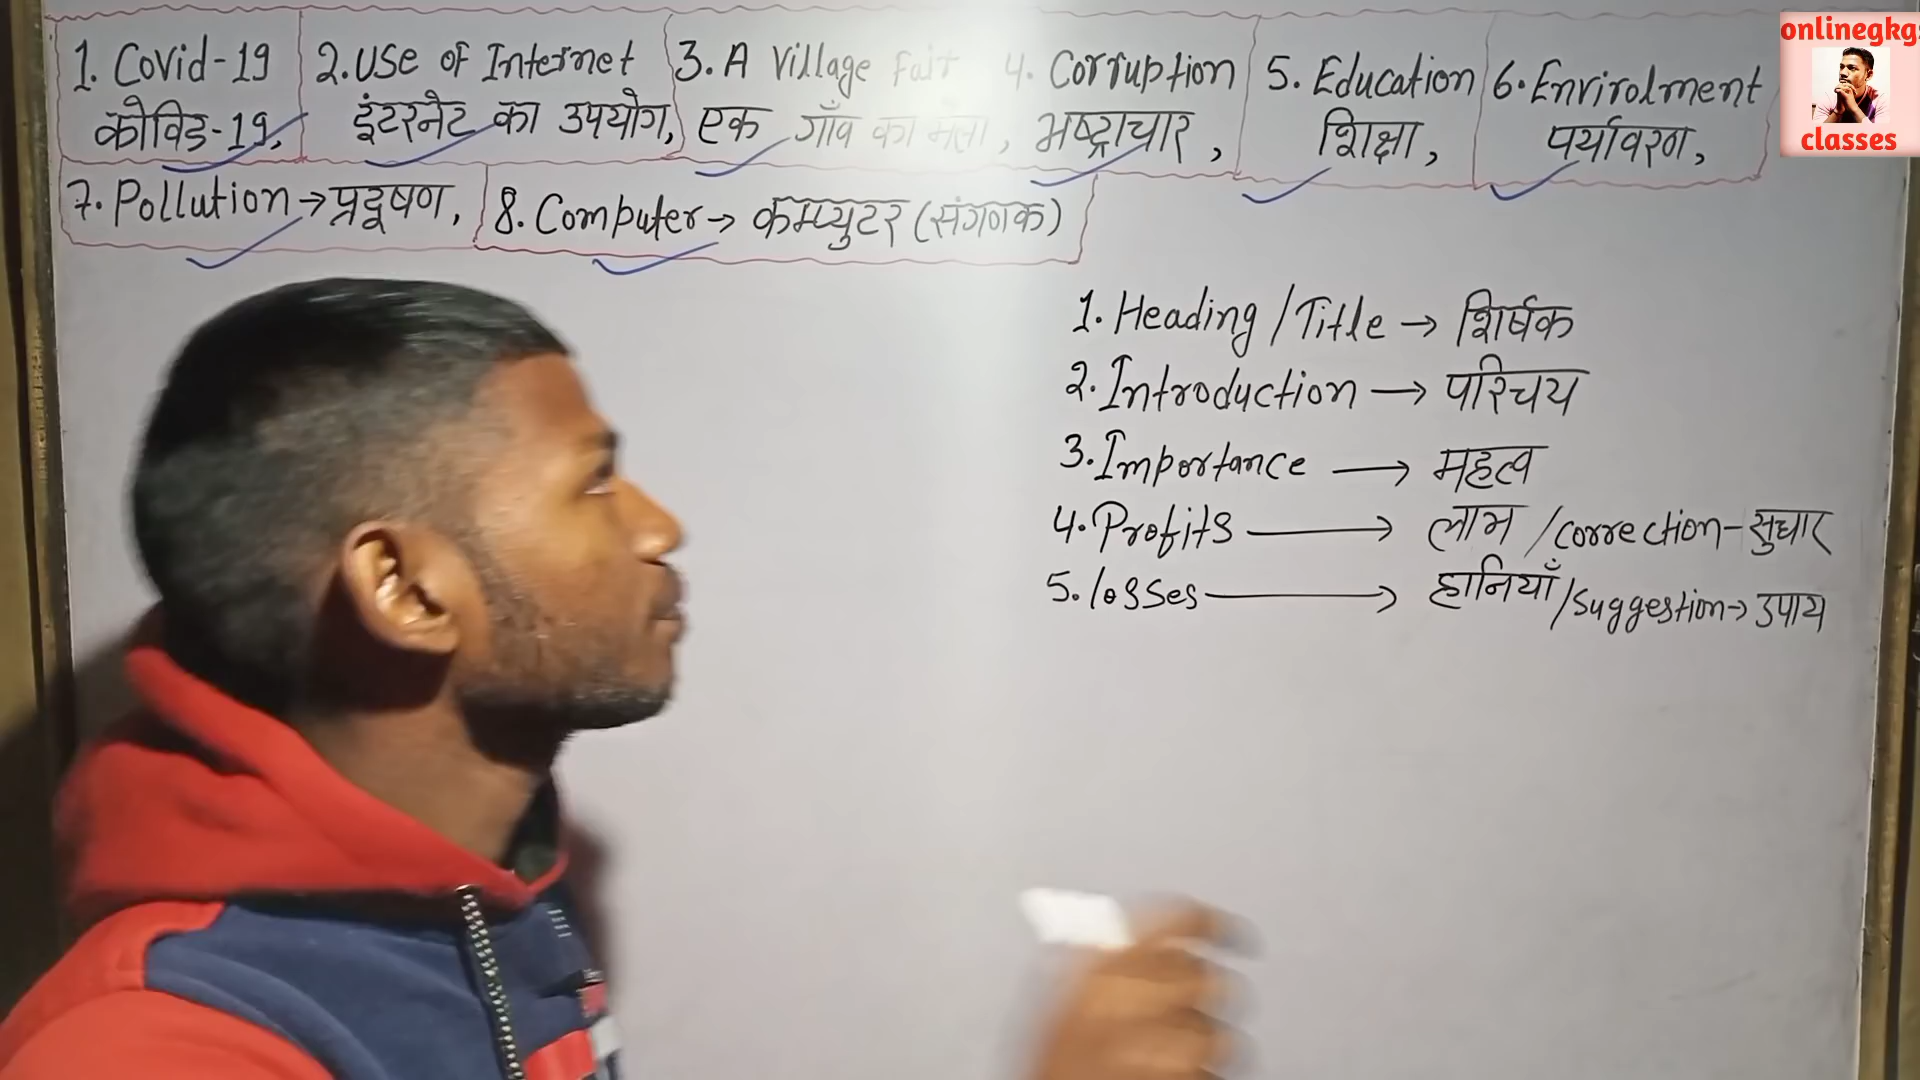 1. Covid-19
कोविड-19,
2. Use of Internet
इंटरनेट का उपयोग,
3. A Village Fair
एक गाँव का मेला,
4. Corruption
भष्ट्राचार,
5. Education
शिक्षा,
6. Envirolment
पर्यावरण,
7. Pollution → प्रदूषण,
8. Computer → कम्प्युटर (संगणक)
1. Heading / Title → शिर्षक
2. Introduction → परिचय
3. Importance → महत्व
4. Profits → लाभ / correction - सुधार
5. losses → हानियाँ / suggestion → उपाय
onlinegkgs
classes